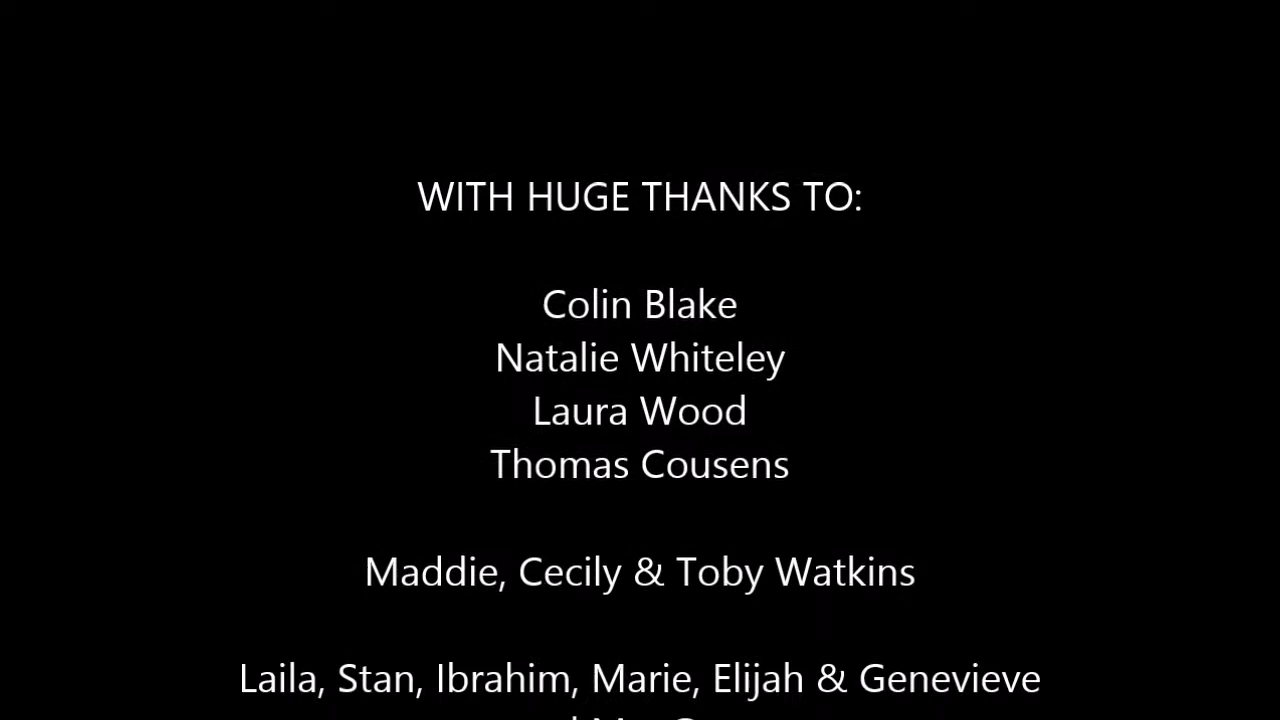 WITH HUGE THANKS TO:
Colin Blake
Natalie Whiteley
Laura Wood
Thomas Cousens
Maddie, Cecily & Toby Watkins
Laila, Stan, Ibrahim, Marie, Elijah & Genevieve